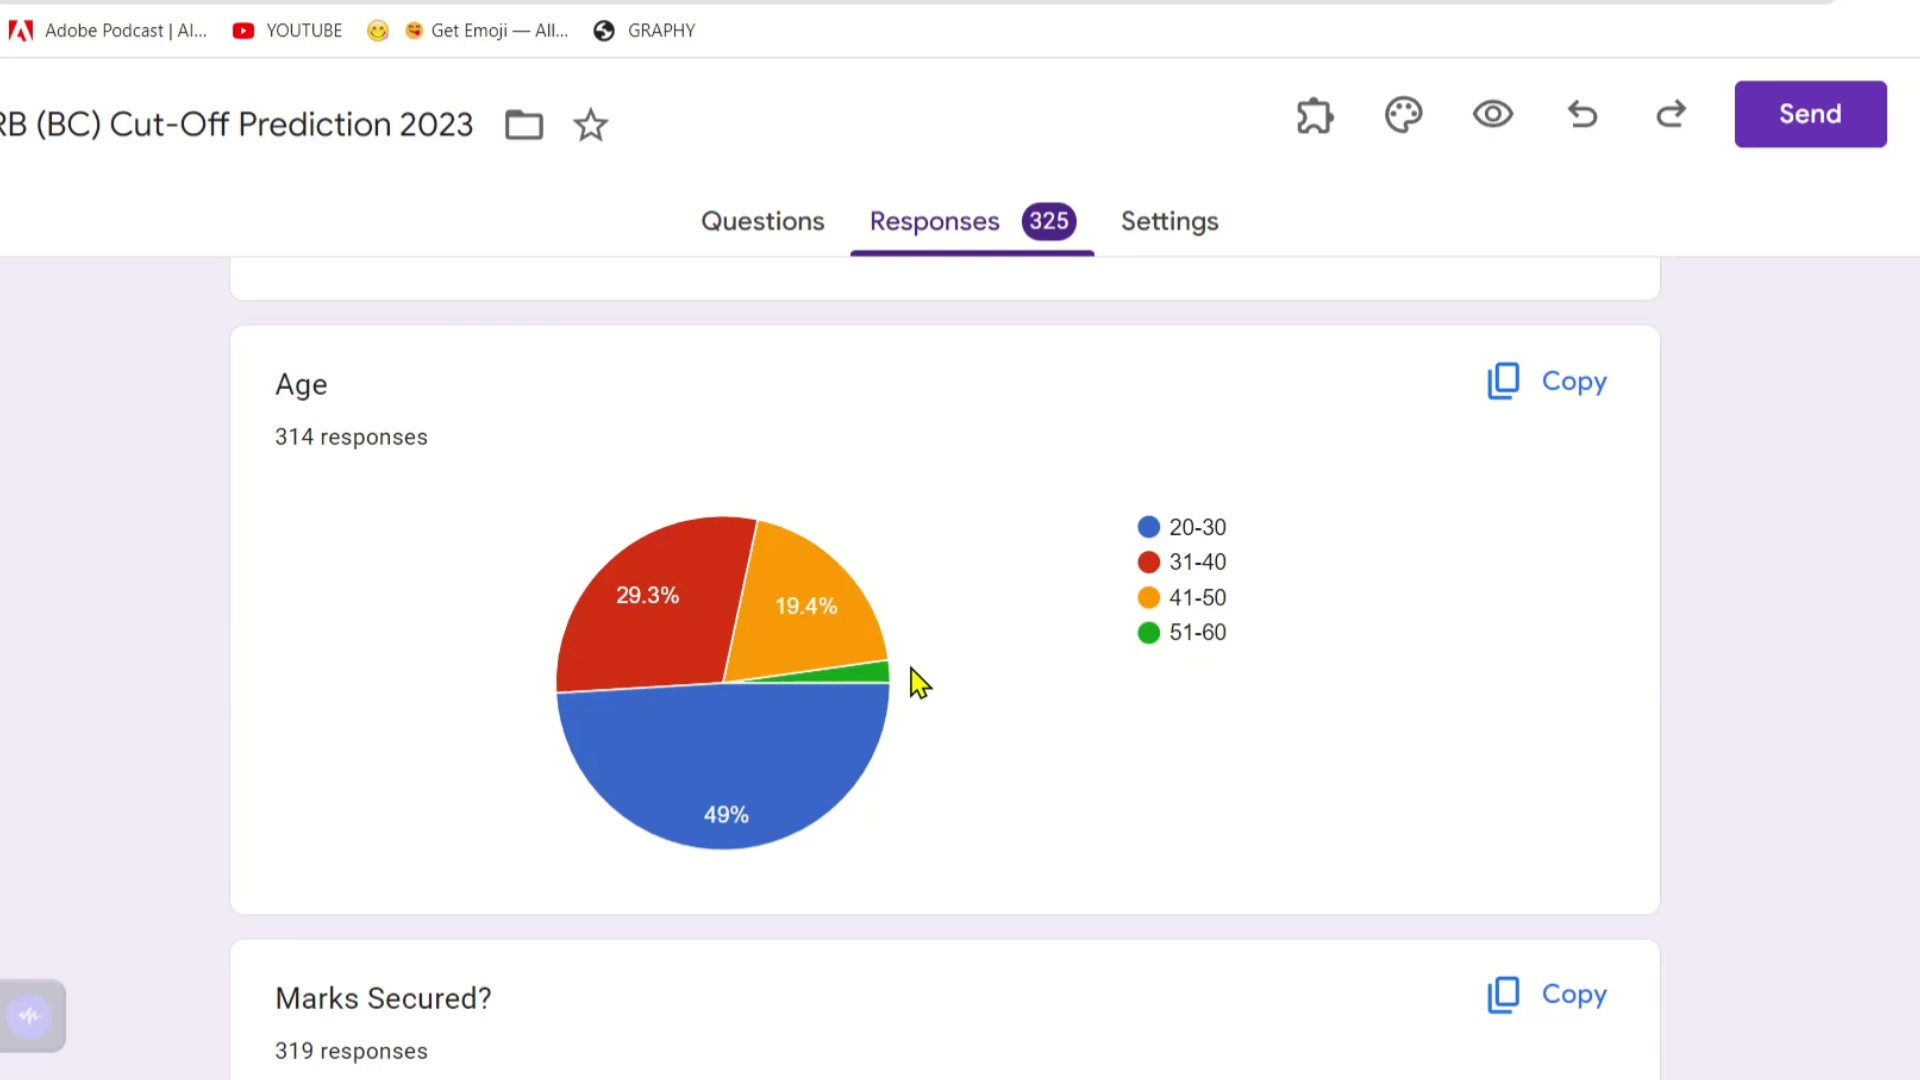 Adobe Podcast | AI...
YOUTUBE
Get Emoji — All...
GRAPHY
RB (BC) Cut-Off Prediction 2023
Send
Questions
Responses 325
Settings
Age
Copy
314 responses
20-30
31-40
41-50
51-60
29.3%
19.4%
49%
Marks Secured?
Copy
319 responses